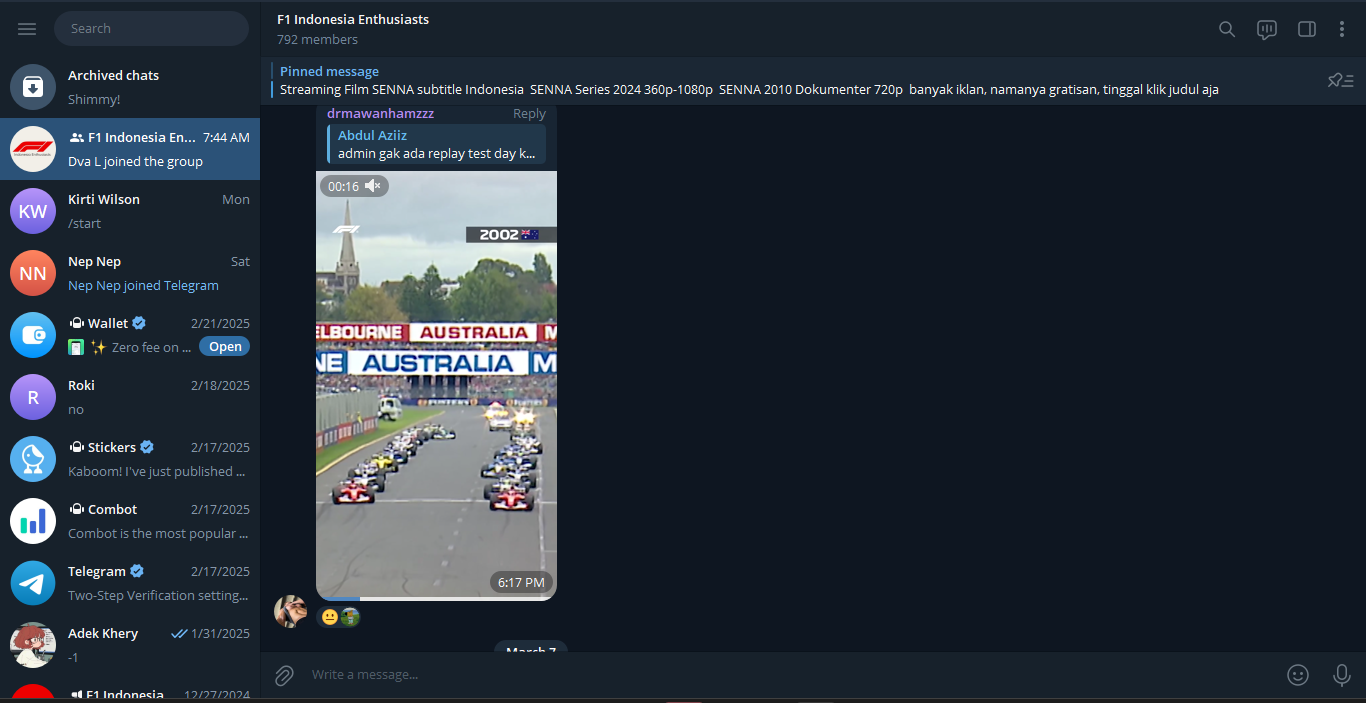 Search
Archived chats
Shimmy!
F1 Indonesia En... 7:44 AM
Dva L joined the group
KW
Kirti Wilson Mon
/start
NN
Nep Nep Sat
Nep Nep joined Telegram
Wallet 2/21/2025
Zero fee on ... Open
R
Roki 2/18/2025
no
Stickers 2/17/2025
Kaboom! I've just published ...
Combot 2/17/2025
Combot is the most popular ...
Telegram 2/17/2025
Two-Step Verification setting...
Adek Khery 1/31/2025
-1
F1 Indonesia 12/27/2024
F1 Indonesia Enthusiasts
792 members
Pinned message
Streaming Film SENNA subtitle Indonesia SENNA Series 2024 360p-1080p SENNA 2010 Dokumenter 720p banyak iklan, namanya gratisan, tinggal klik judul aja
drmawanhamzzz Reply
Abdul Aziiz
admin gak ada replay test day k...
00:16
2002
ELBOURNE AUSTRALIA M
NE AUSTRALIA M
6:17 PM
March 7
Write a message...